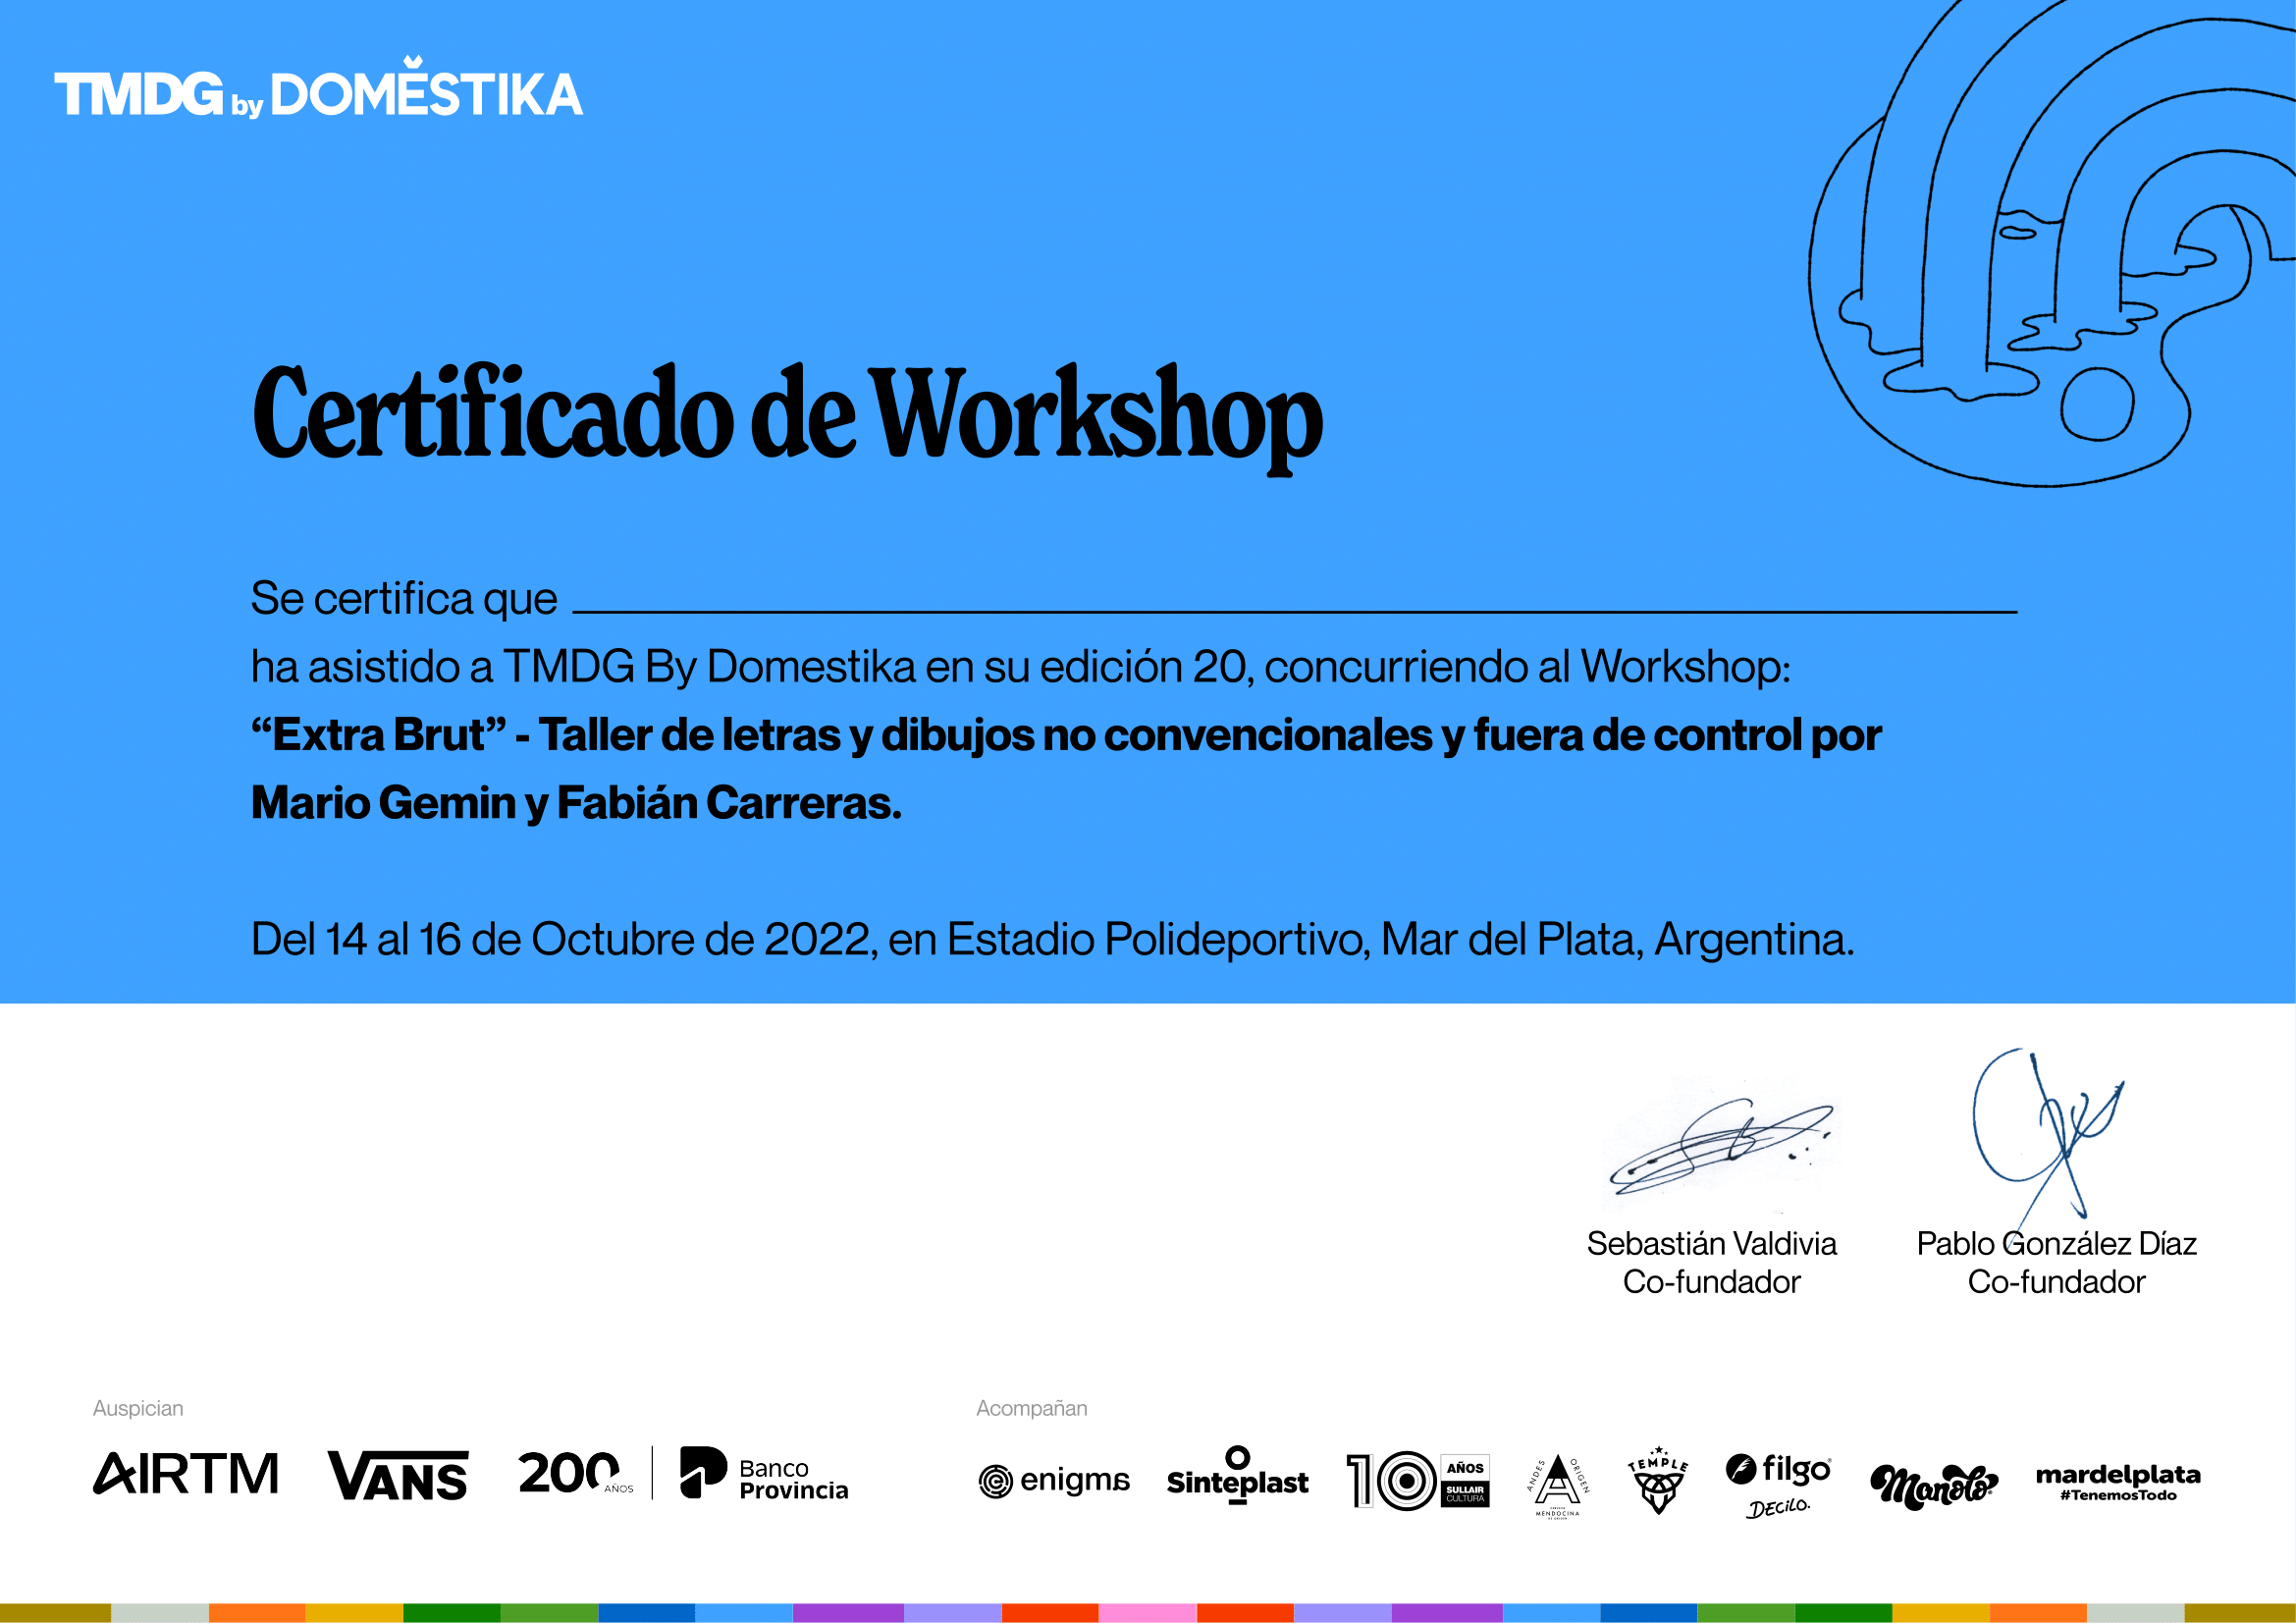 TMDG by DOMĚSTIKA
Certificado de Workshop
Se certifica que
ha asistido a TMDG By Domestika en su edición 20, concurriendo al Workshop:
“Extra Brut” - Taller de letras y dibujos no convencionales y fuera de control por
Mario Gemin y Fabián Carreras.
Del 14 al 16 de Octubre de 2022, en Estadio Polideportivo, Mar del Plata, Argentina.
Sebastián Valdivia
Co-fundador
Pablo González Díaz
Co-fundador
Auspician
AIRTM
VANS
200 AÑOS
Banco
Provincia
Acompañan
enigma
Sinteplast
10 AÑOS
SULLAIR
CULTURA
ANDES ORIGEN
MENDOCINA
TEMPLE
filgo
DECILO.
Manolo
mardelplata
#TenemosTodo